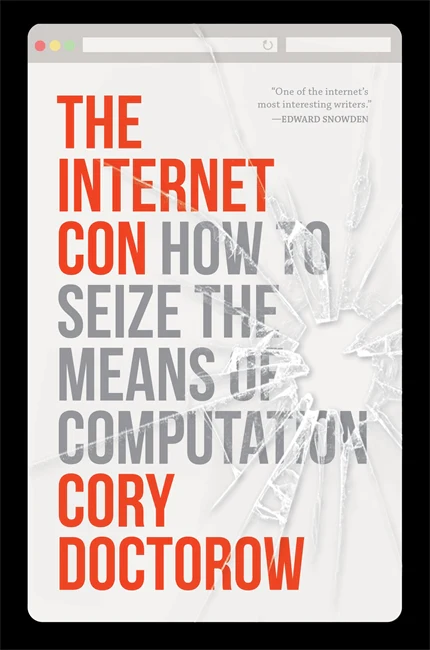 “One of the internet’s
most interesting writers.”
—EDWARD SNOWDEN
THE
INTERNET
CON HOW TO
SEIZE THE
MEANS OF
COMPUTATION
CORY
DOCTOROW